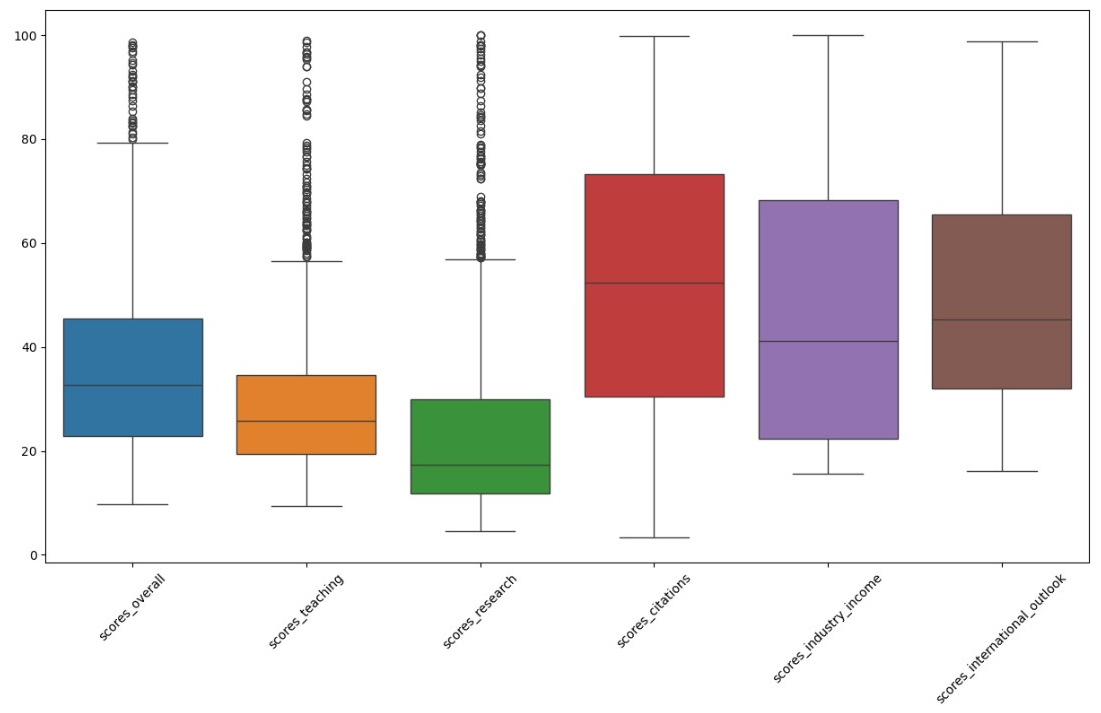 100
80
60
40
20
0
scores_overall
scores_teaching
scores_research
scores_citations
scores_industry_income
scores_international_outlook